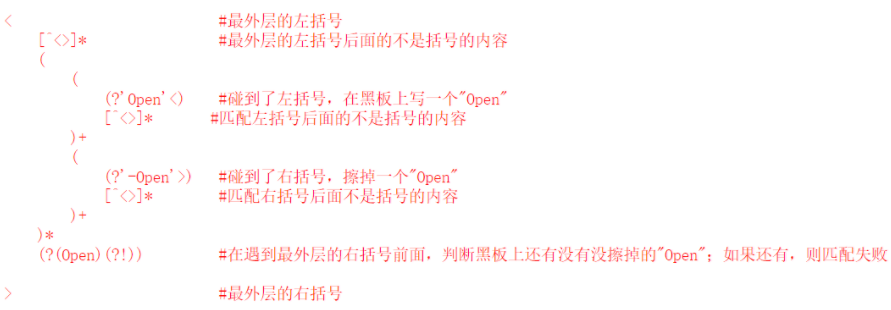 <                         #最外层的左括号
    [^<>]*                #最外层的左括号后面的不是括号的内容
    (
        (
            (?'Open'<)    #碰到了左括号，在黑板上写一个"Open"
            [^<>]*       #匹配左括号后面的不是括号的内容
        )+
        (
            (?'-Open'>)   #碰到了右括号，擦掉一个"Open"
            [^<>]*        #匹配右括号后面不是括号的内容
        )+
    )*
    (?(Open)(?!))         #在遇到最外层的右括号前面，判断黑板上还有没有没擦掉的"Open"；如果还有，则匹配失败
>                         #最外层的右括号